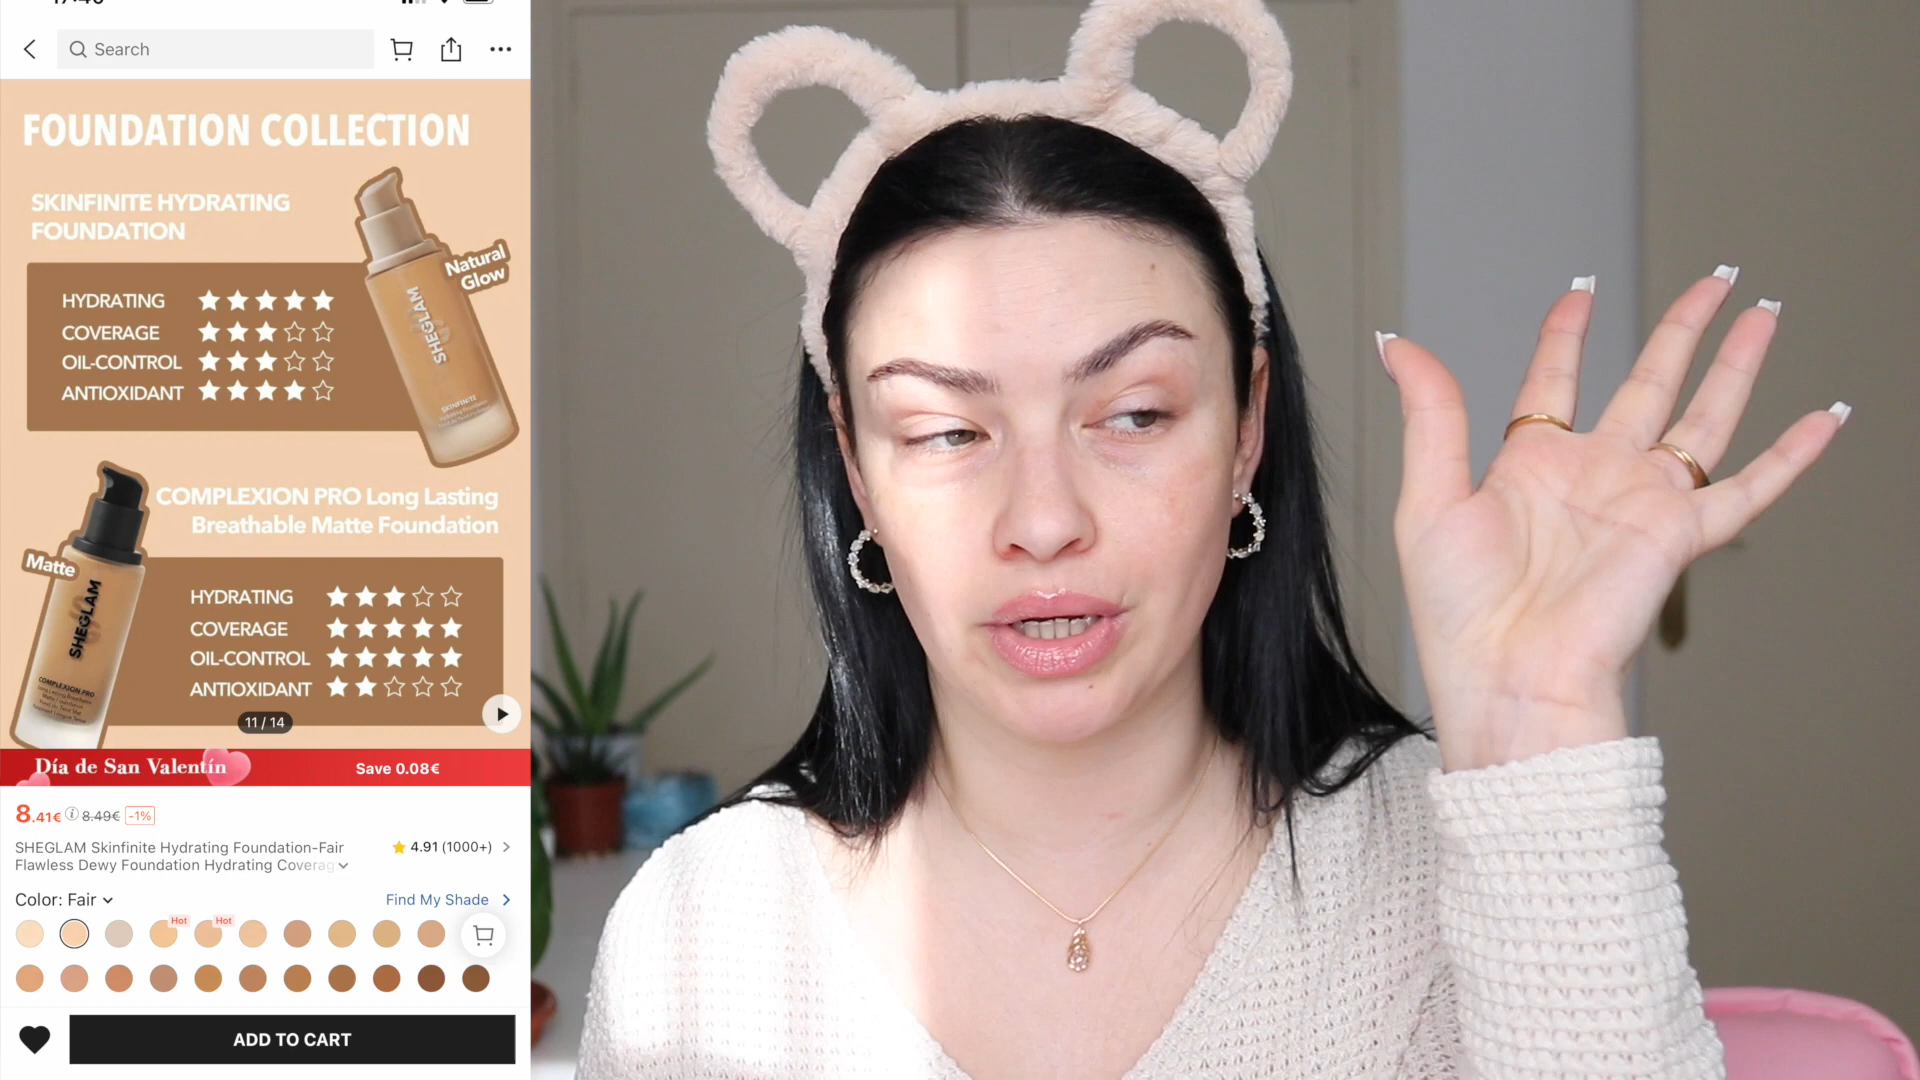 Search
FOUNDATION COLLECTION
SKINFINITE HYDRATING
FOUNDATION
Natural
Glow
HYDRATING
COVERAGE
OIL-CONTROL
ANTIOXIDANT
SHEGLAM
SKINFINITE
COMPLEXION PRO Long Lasting
Breathable Matte Foundation
Matte
HYDRATING
COVERAGE
OIL-CONTROL
ANTIOXIDANT
SHEGLAM
COMPLEXION PRO
11 / 14
Día de San Valentín
Save 0.08€
8.41€ 8.49€ -1%
SHEGLAM Skinfinite Hydrating Foundation-Fair
Flawless Dewy Foundation Hydrating Coverag
4.91 (1000+)
Color: Fair
Find My Shade
Hot
Hot
ADD TO CART